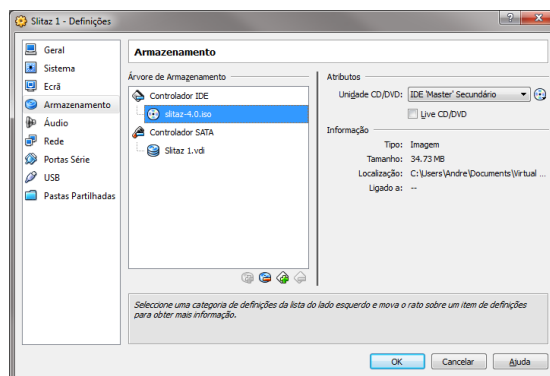 Slitaz 1 - Definições
Geral
Sistema
Ecrã
Armazenamento
Áudio
Rede
Portas Série
USB
Pastas Partilhadas
Armazenamento
Árvore de Armazenamento
Controlador IDE
slitaz-4.0.iso
Controlador SATA
Slitaz 1.vdi
Atributos
Unidade CD/DVD: IDE 'Master' Secundário
Live CD/DVD
Informação
Tipo: Imagem
Tamanho: 34.73 MB
Localização: C:\Users\Andre\Documents\Virtual ...
Ligado a: --
Seleccione uma categoria de definições da lista do lado esquerdo e mova o rato sobre um item de definições
para obter mais informação.
OK Cancelar Ajuda